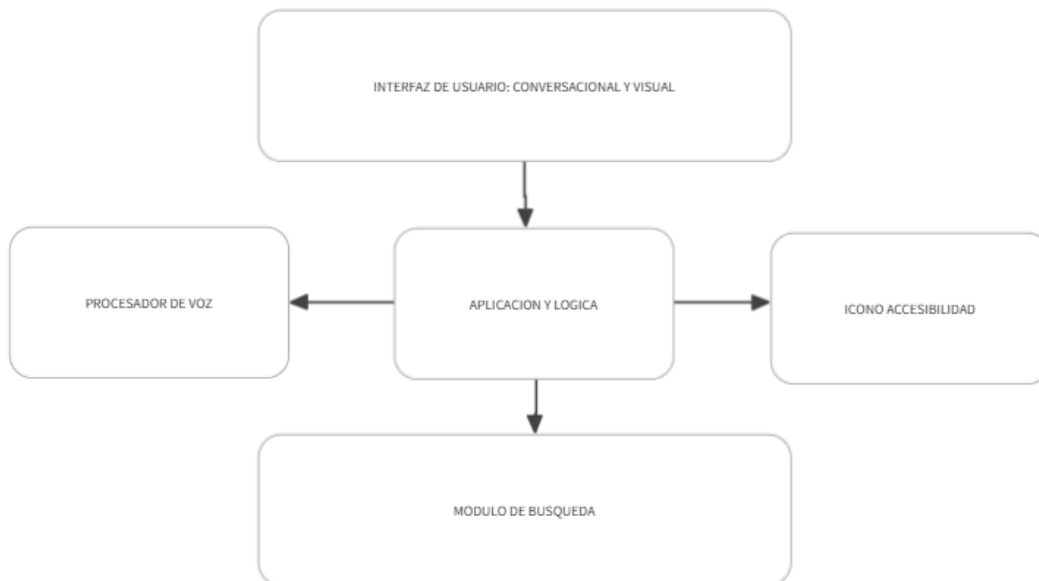 INTERFAZ DE USUARIO: CONVERSACIONAL Y VISUAL
PROCESADOR DE VOZ
APLICACION Y LOGICA
ICONO ACCESIBILIDAD
MODULO DE BUSQUEDA